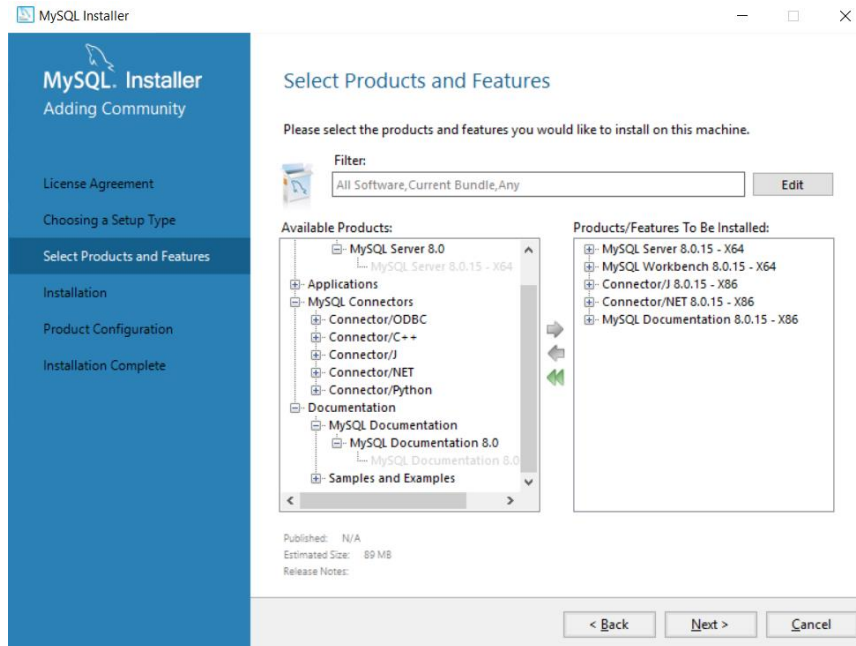 MySQL Installer
MySQL. Installer
Adding Community
License Agreement
Choosing a Setup Type
Select Products and Features
Installation
Product Configuration
Installation Complete
Select Products and Features
Please select the products and features you would like to install on this machine.
Filter:
All Software,Current Bundle,Any
Edit
Available Products:
MySQL Server 8.0
MySQL Server 8.0.15 - X64
Applications
MySQL Connectors
Connector/ODBC
Connector/C++
Connector/J
Connector/NET
Connector/Python
Documentation
MySQL Documentation
MySQL Documentation 8.0
MySQL Documentation 8.0
Samples and Examples
Products/Features To Be Installed:
MySQL Server 8.0.15 - X64
MySQL Workbench 8.0.15 - X64
Connector/J 8.0.15 - X86
Connector/NET 8.0.15 - X86
MySQL Documentation 8.0.15 - X86
Published: N/A
Estimated Size: 89 MB
Release Notes:
< Back
Next >
Cancel